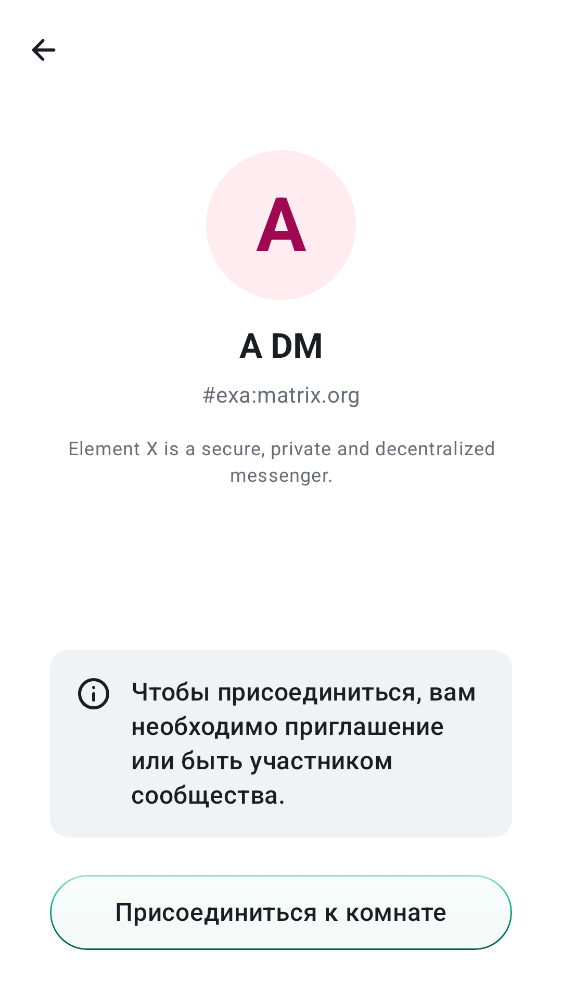 A
A DM
#exa:matrix.org
Element X is a secure, private and decentralized
messenger.
Чтобы присоединиться, вам
необходимо приглашение
или быть участником
сообщества.
Присоединиться к комнате